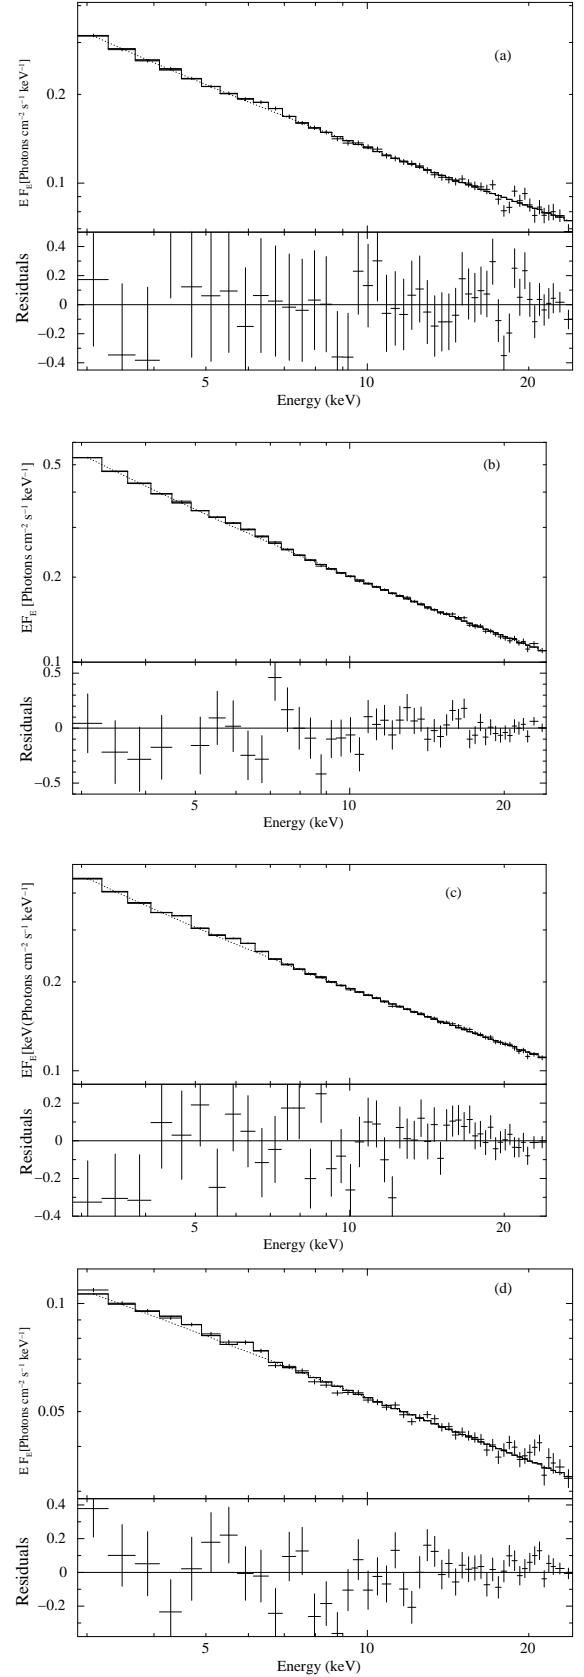 (a)
E F_E[Photons cm⁻² s⁻¹ keV⁻¹]
0.2
0.1
Residuals
0.4
0.2
0
−0.2
−0.4
5 10 20
Energy (keV)
(b)
EF_E [Photons cm⁻² s⁻¹ keV⁻¹]
0.5
0.2
0.1
Residuals
0.5
0
−0.5
5 10 20
Energy (keV)
(c)
EF_E[keV(Photons cm⁻² s⁻¹ keV⁻¹]
0.2
0.1
Residuals
0.2
0
−0.2
−0.4
5 10 20
Energy (keV)
(d)
E F_E[Photons cm⁻² s⁻¹ keV⁻¹]
0.1
0.05
Residuals
0.4
0.2
0
−0.2
5 10 20
Energy (keV)